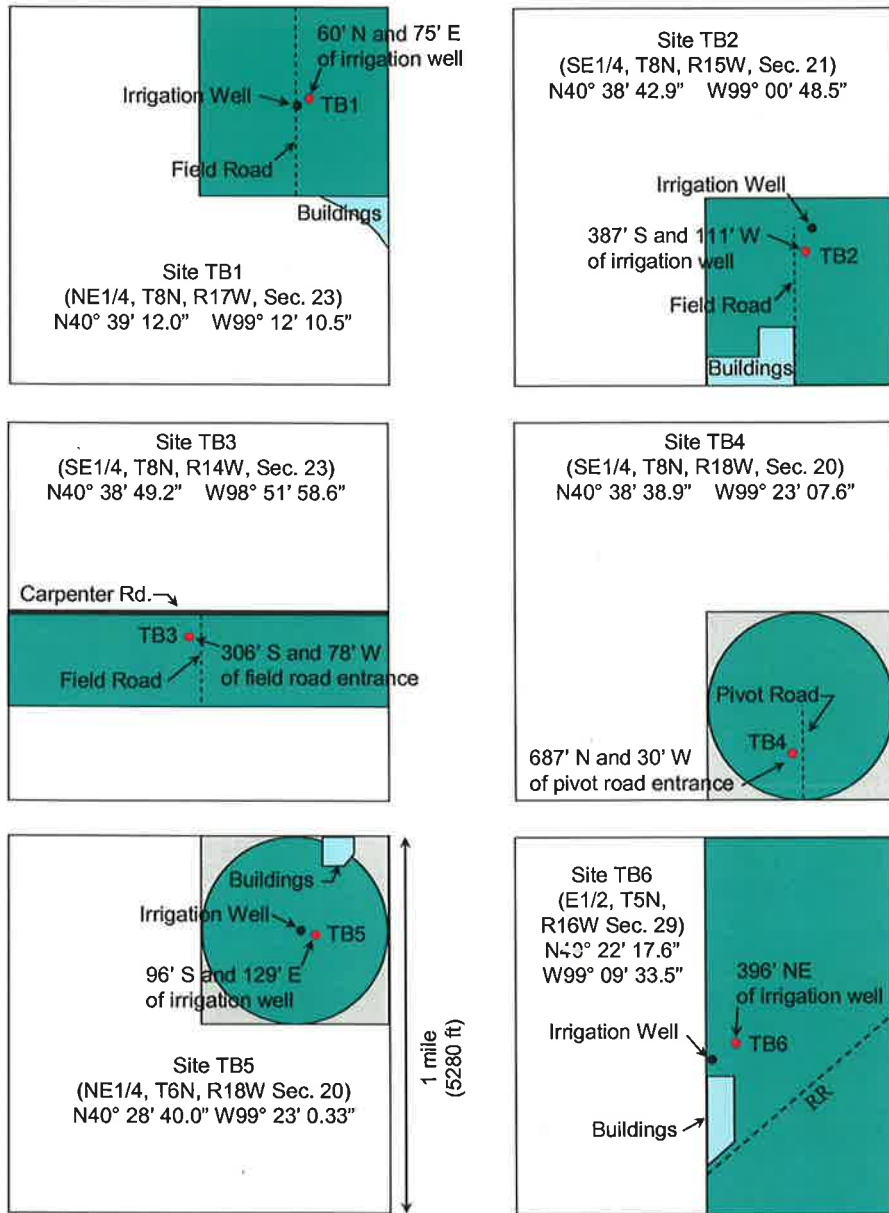 60' N and 75' E
of irrigation well
Irrigation Well
TB1
Field Road
Buildings
Site TB1
(NE1/4, T8N, R17W, Sec. 23)
N40° 39' 12.0" W99° 12' 10.5"
Site TB2
(SE1/4, T8N, R15W, Sec. 21)
N40° 38' 42.9" W99° 00' 48.5"
Irrigation Well
387' S and 111' W
of irrigation well
TB2
Field Road
Buildings
Site TB3
(SE1/4, T8N, R14W, Sec. 23)
N40° 38' 49.2" W98° 51' 58.6"
Carpenter Rd.
TB3
306' S and 78' W
of field road entrance
Field Road
Site TB4
(SE1/4, T8N, R18W, Sec. 20)
N40° 38' 38.9" W99° 23' 07.6"
Pivot Road
TB4
687' N and 30' W
of pivot road entrance
Buildings
Irrigation Well
TB5
96' S and 129' E
of irrigation well
Site TB5
(NE1/4, T6N, R18W Sec. 20)
N40° 28' 40.0" W99° 23' 0.33"
1 mile
(5280 ft)
Site TB6
(E1/2, T5N,
R16W Sec. 29)
N40° 22' 17.6"
W99° 09' 33.5"
396' NE
of Irrigation well
Irrigation Well
TB6
RR
Buildings